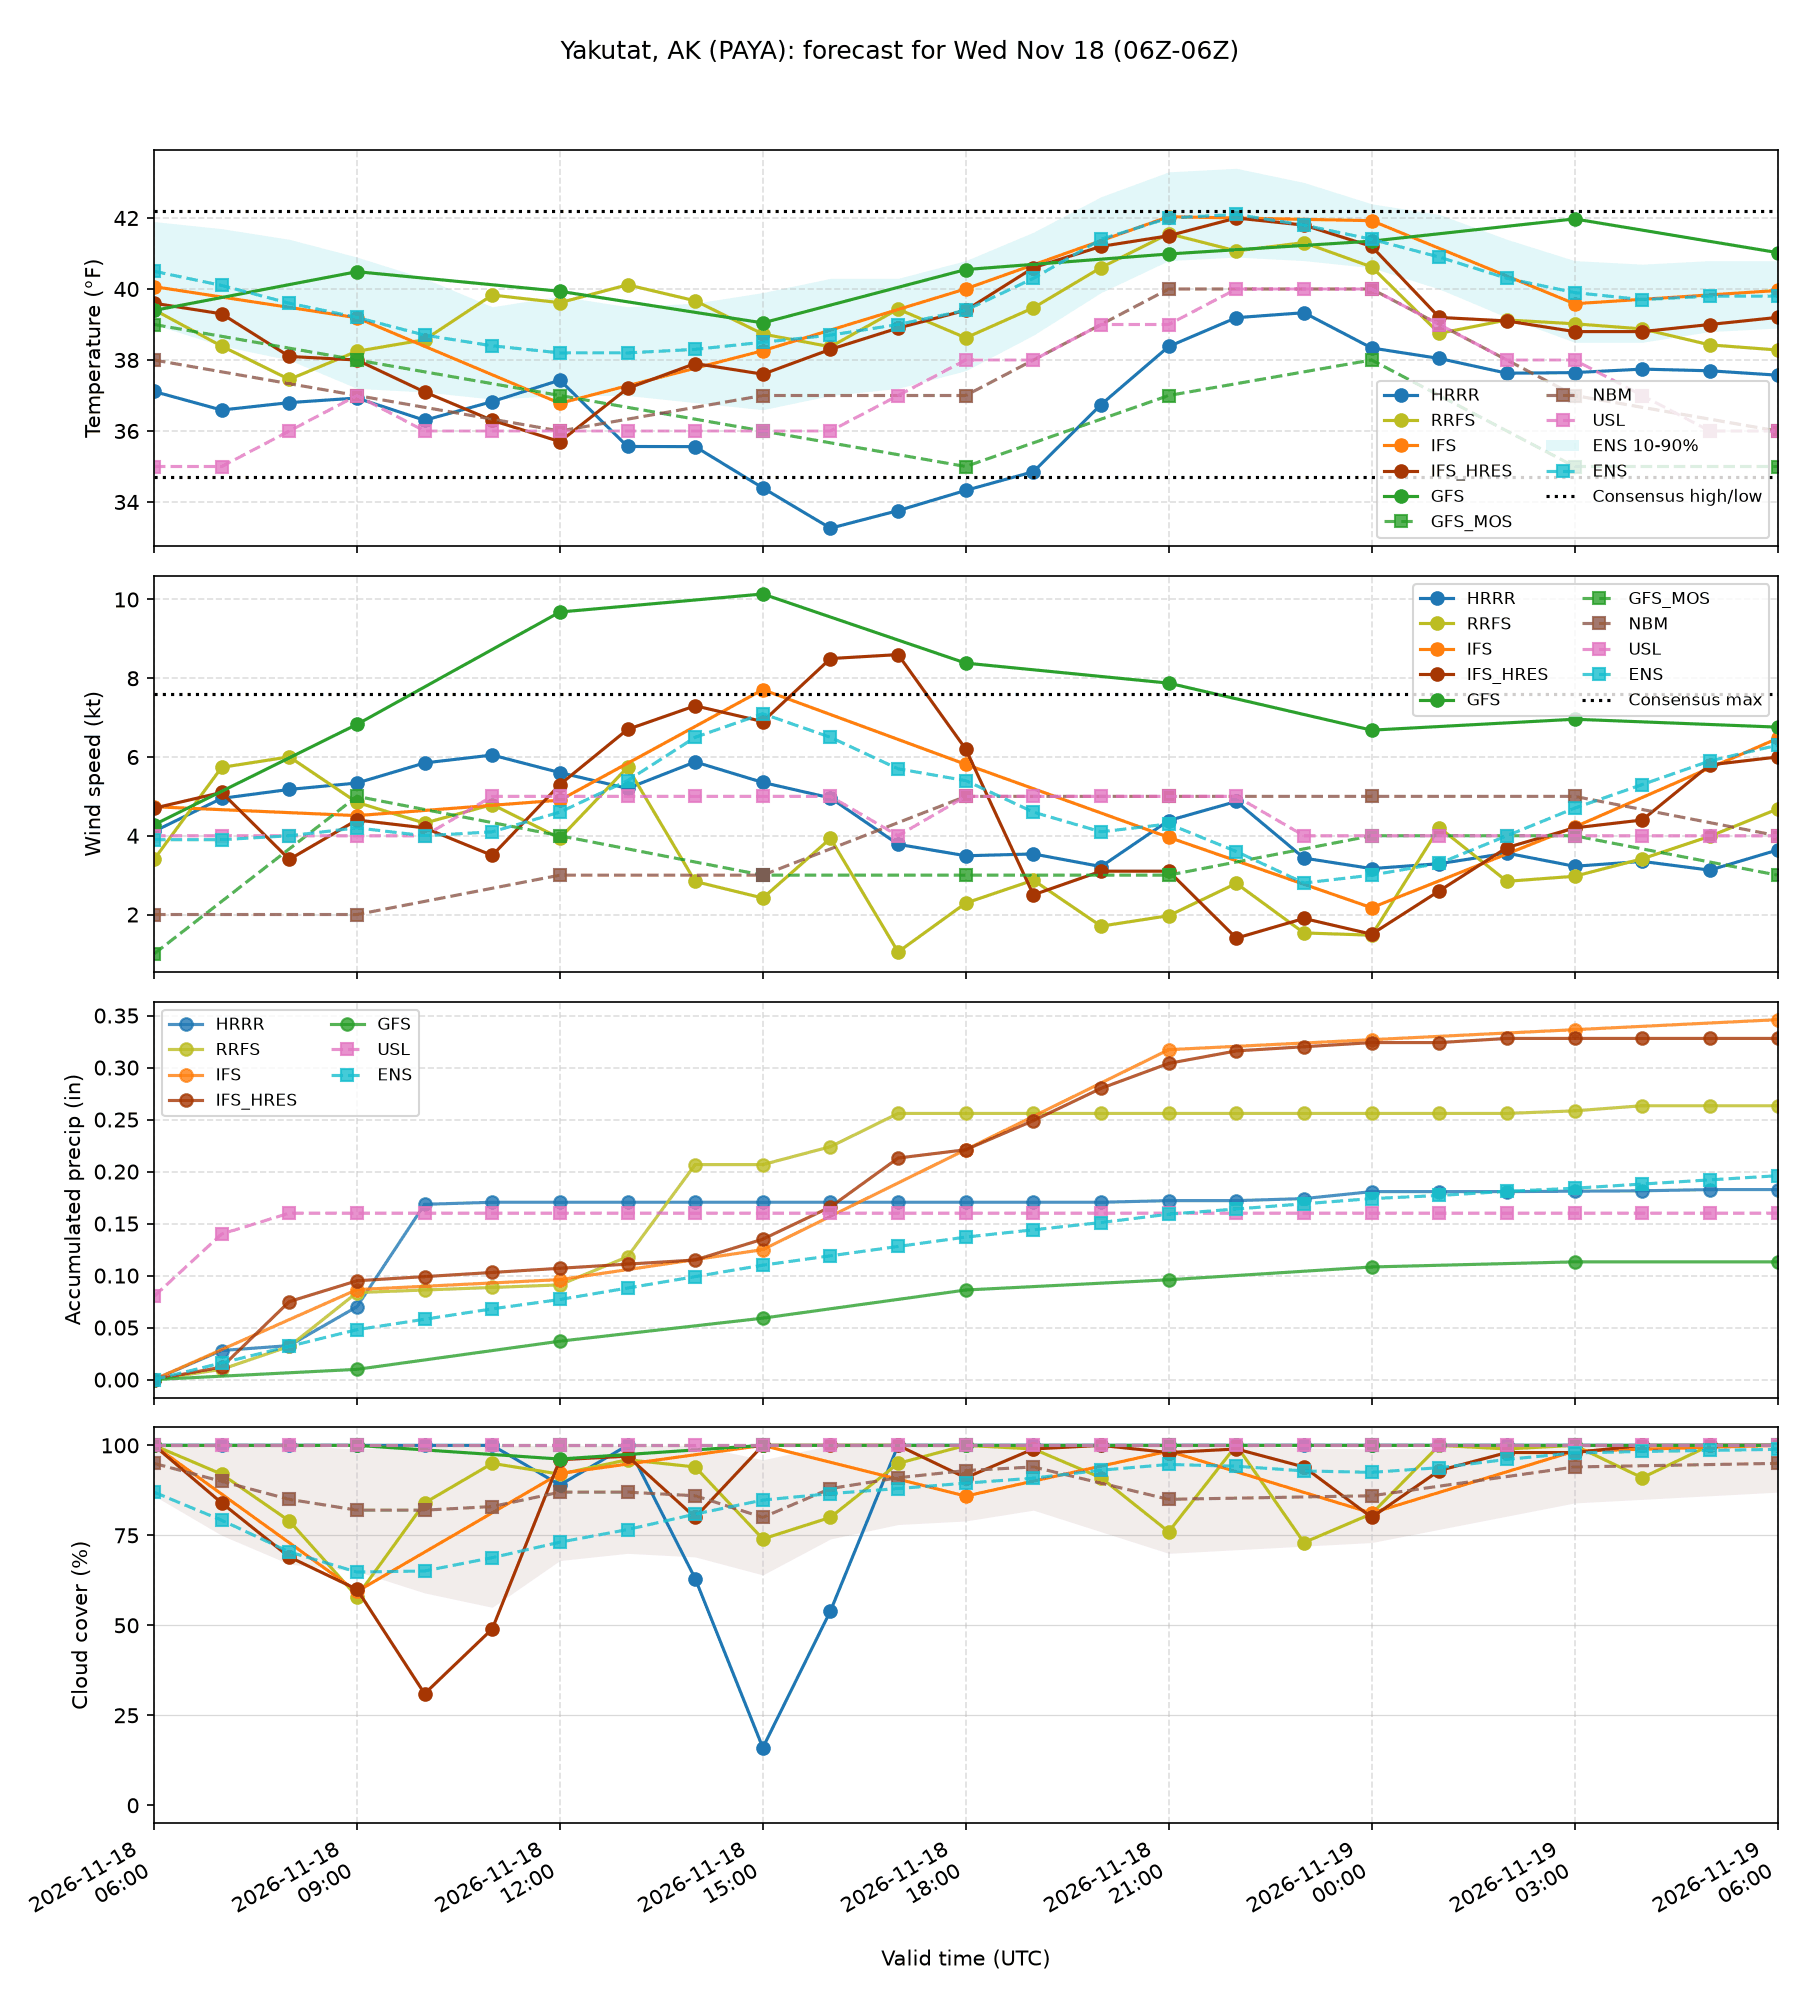 Yakutat, AK (PAYA): forecast for Wed Nov 18 (06Z-06Z)
Temperature (°F)
42
40
38
36
34
HRRR
RRFS
IFS
IFS_HRES
GFS
GFS_MOS
NBM
USL
ENS 10-90%
ENS
Consensus high/low
Wind speed (kt)
10
8
6
4
2
HRRR
RRFS
IFS
IFS_HRES
GFS
GFS_MOS
NBM
USL
ENS
Consensus max
Accumulated precip (in)
0.35
0.30
0.25
0.20
0.15
0.10
0.05
0.00
HRRR
RRFS
IFS
IFS_HRES
GFS
USL
ENS
Cloud cover (%)
100
75
50
25
0
2026-11-18
06:00
2026-11-18
09:00
2026-11-18
12:00
2026-11-18
15:00
2026-11-18
18:00
2026-11-18
21:00
2026-11-19
00:00
2026-11-19
03:00
2026-11-19
06:00
Valid time (UTC)